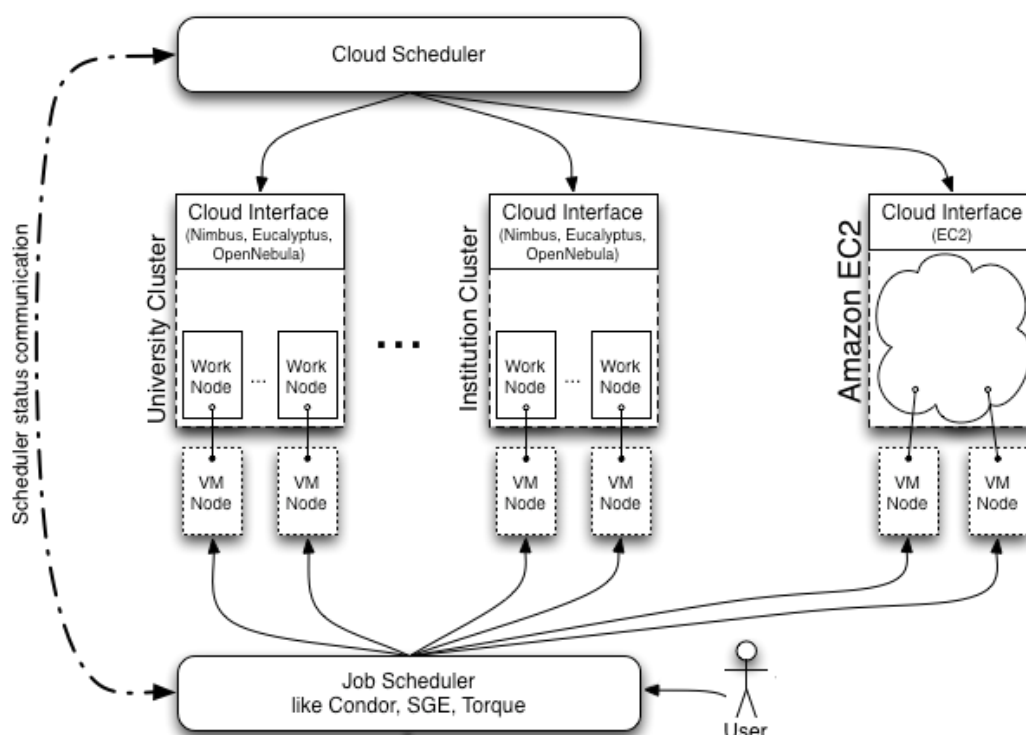 Cloud Scheduler
Scheduler status communication
University Cluster
Cloud Interface
(Nimbus, Eucalyptus,
OpenNebula)
Work
Node
...
Work
Node
VM
Node
VM
Node
...
Institution Cluster
Cloud Interface
(Nimbus, Eucalyptus,
OpenNebula)
Work
Node
...
Work
Node
VM
Node
VM
Node
Amazon EC2
Cloud Interface
(EC2)
VM
Node
VM
Node
Job Scheduler
like Condor, SGE, Torque
User